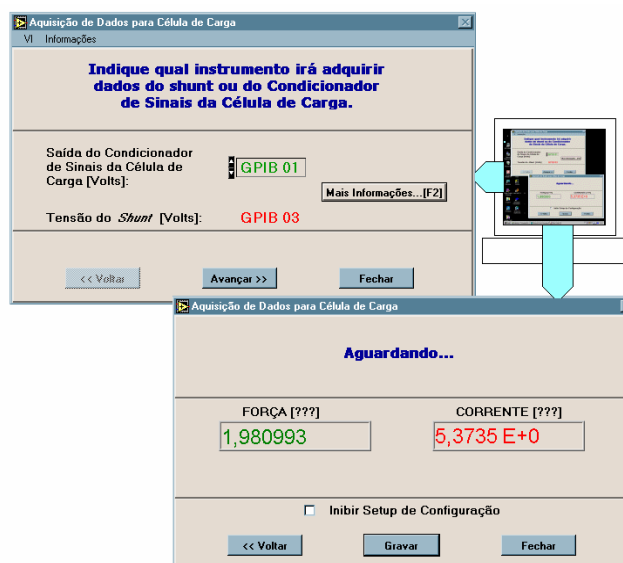 Aquisição de Dados para Célula de Carga
VI Informações
Indique qual instrumento irá adquirir
dados do shunt ou do Condicionador
de Sinais da Célula de Carga.
Saída do Condicionador
de Sinais da Célula de
Carga [Volts]:
GPIB 01
Mais Informações...[F2]
Tensão do Shunt [Volts]:
GPIB 03
<< Voltar
Avançar >>
Fechar
Aquisição de Dados para Célula de Carga
Aguardando...
FORÇA [???]
CORRENTE [???]
1,980993
5,3735 E+0
Inibir Setup de Configuração
<< Voltar
Gravar
Fechar